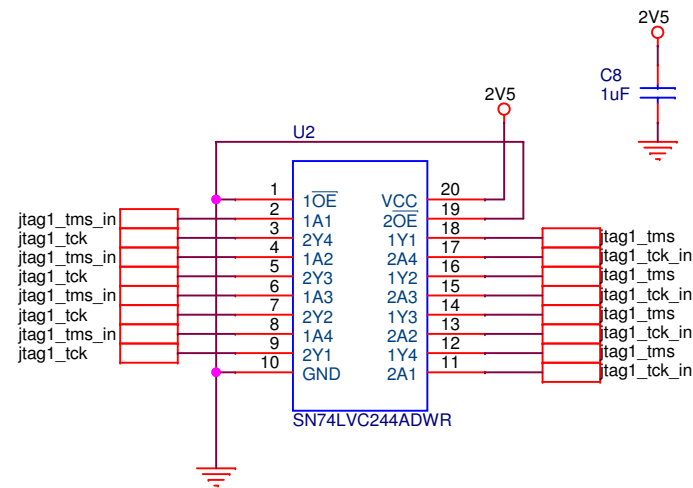 2V5
C8
1uF
2V5
U2
1 1OE VCC 20
jtag1_tms_in 2 1A1 2OE 19
jtag1_tck 3 2Y4 1Y1 18 jtag1_tms
jtag1_tms_in 4 1A2 2A4 17 jtag1_tck_in
jtag1_tck 5 2Y3 1Y2 16 jtag1_tms
jtag1_tms_in 6 1A3 2A3 15 jtag1_tck_in
jtag1_tck 7 2Y2 1Y3 14 jtag1_tms
jtag1_tms_in 8 1A4 2A2 13 jtag1_tck_in
jtag1_tck 9 2Y1 1Y4 12 jtag1_tms
10 GND 2A1 11 jtag1_tck_in
SN74LVC244ADWR